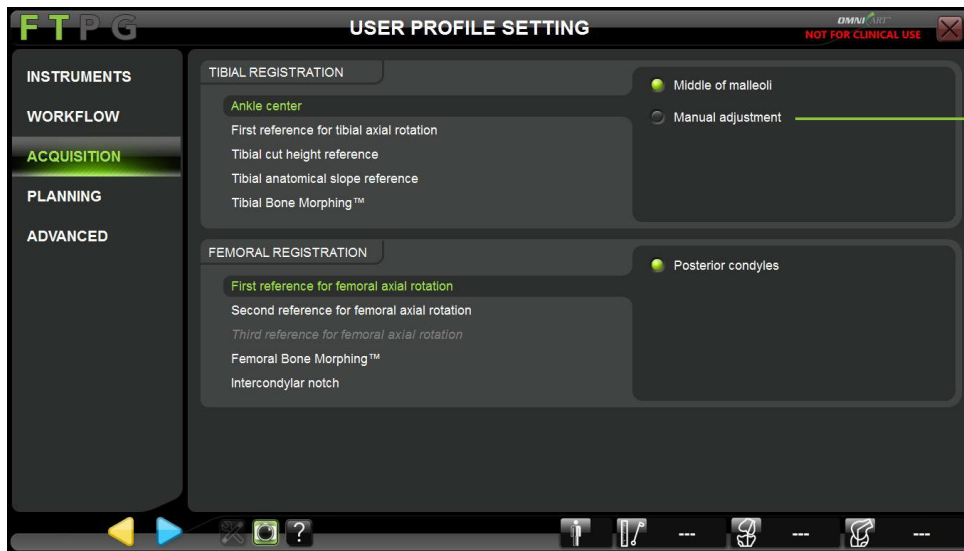 FTPG
USER PROFILE SETTING
OMNI ART
NOT FOR CLINICAL USE
INSTRUMENTS
WORKFLOW
ACQUISITION
PLANNING
ADVANCED
TIBIAL REGISTRATION
Ankle center
First reference for tibial axial rotation
Tibial cut height reference
Tibial anatomical slope reference
Tibial Bone Morphing™
Middle of malleoli
Manual adjustment
FEMORAL REGISTRATION
First reference for femoral axial rotation
Second reference for femoral axial rotation
Third reference for femoral axial rotation
Femoral Bone Morphing™
Intercondylar notch
Posterior condyles
?
--- --- ---